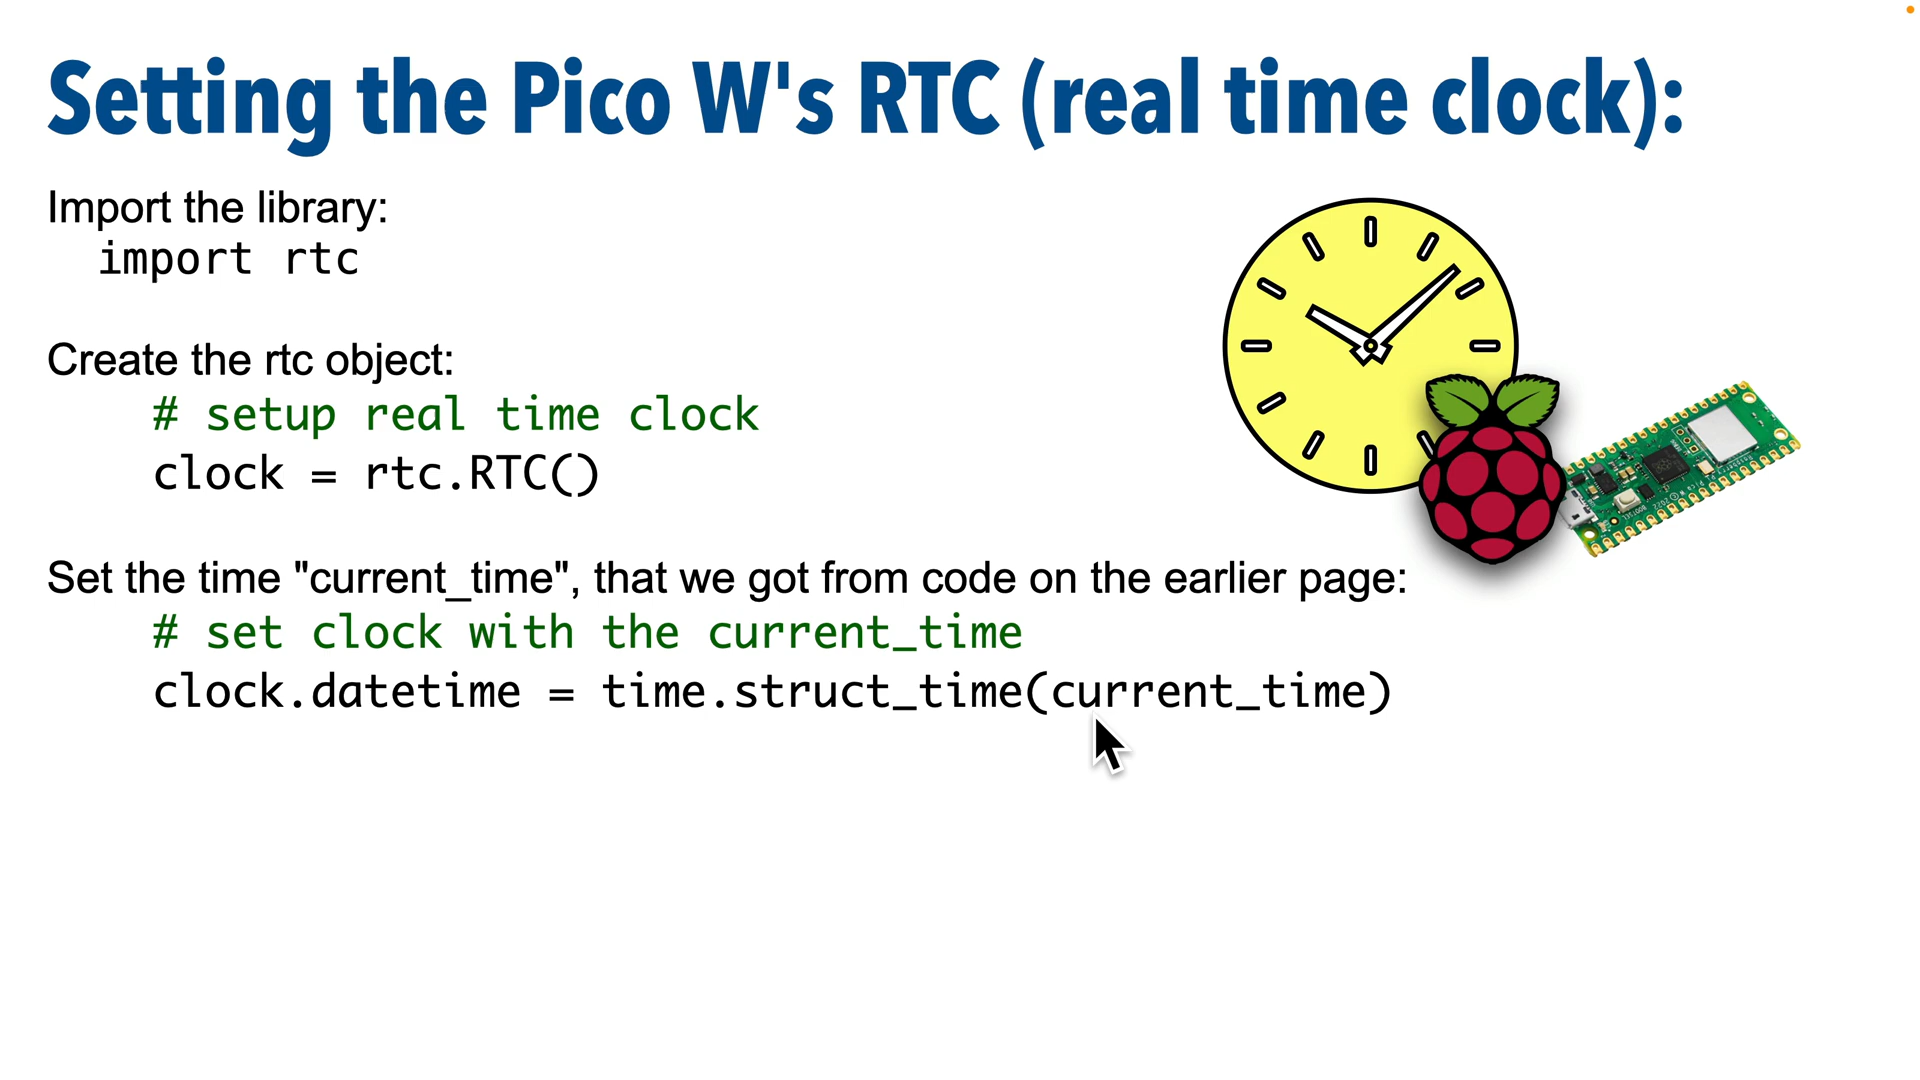 Setting the Pico W's RTC (real time clock):
Import the library:
import rtc
Create the rtc object:
# setup real time clock
clock = rtc.RTC()
Set the time "current_time", that we got from code on the earlier page:
# set clock with the current_time
clock.datetime = time.struct_time(current_time)